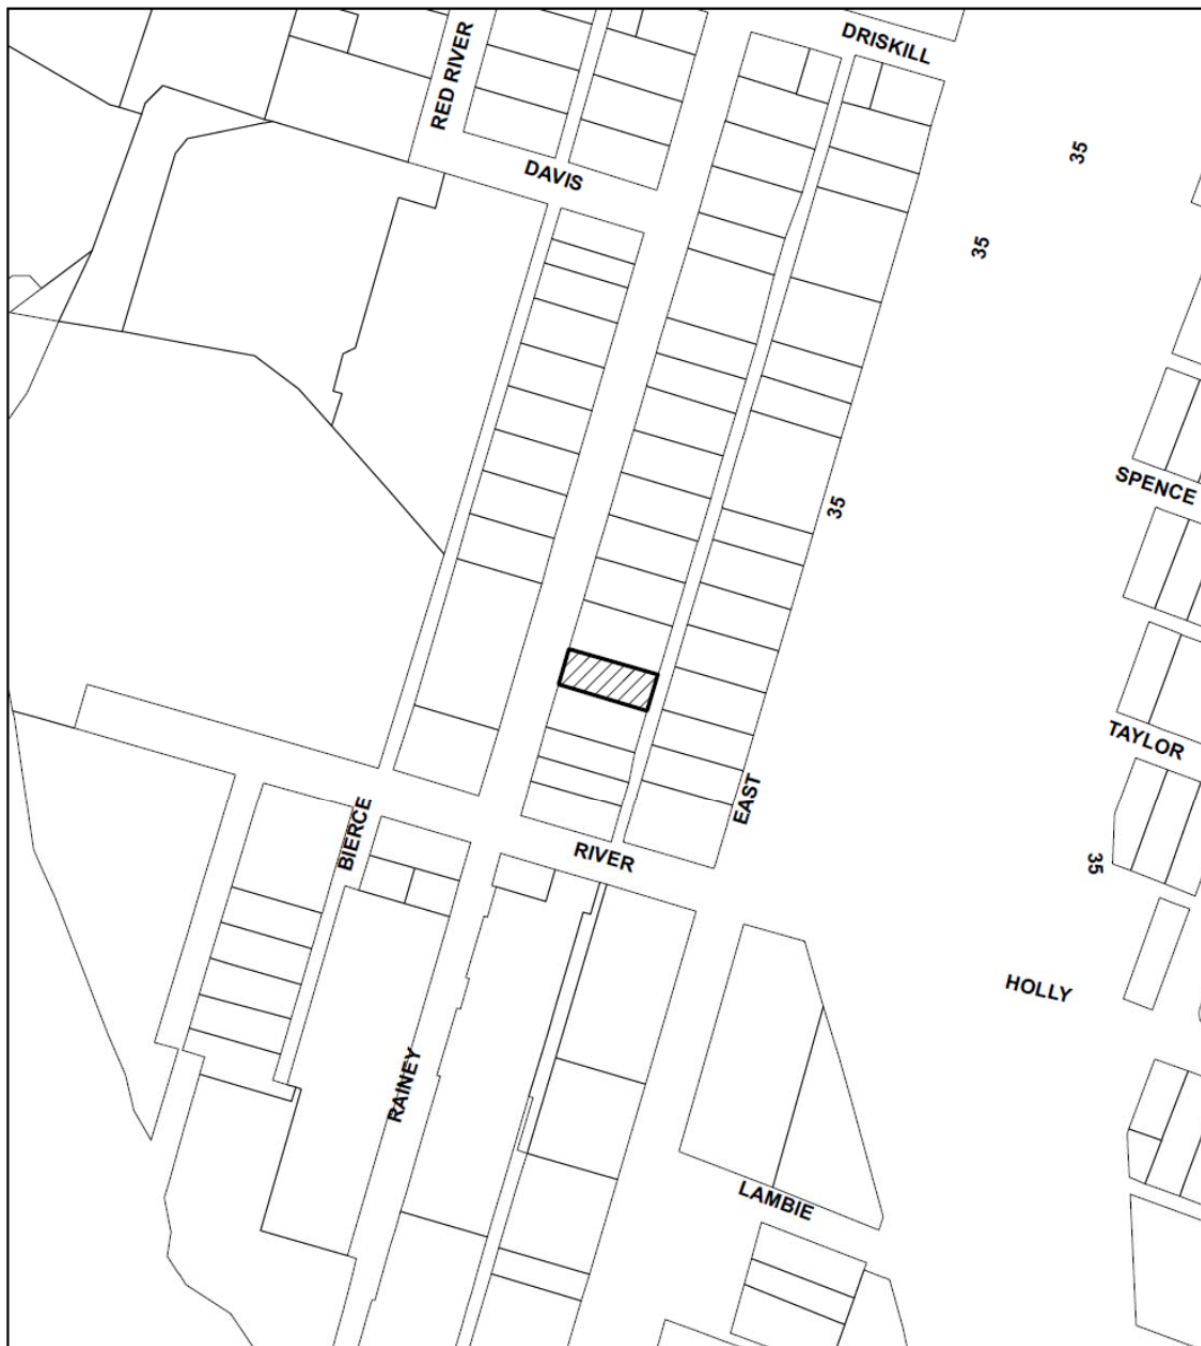 DRISKILL
RED RIVER
35
DAVIS
35
SPENCE
35
TAYLOR
EAST
BIERCE
RIVER
35
HOLLY
RAINEY
LAMBIE